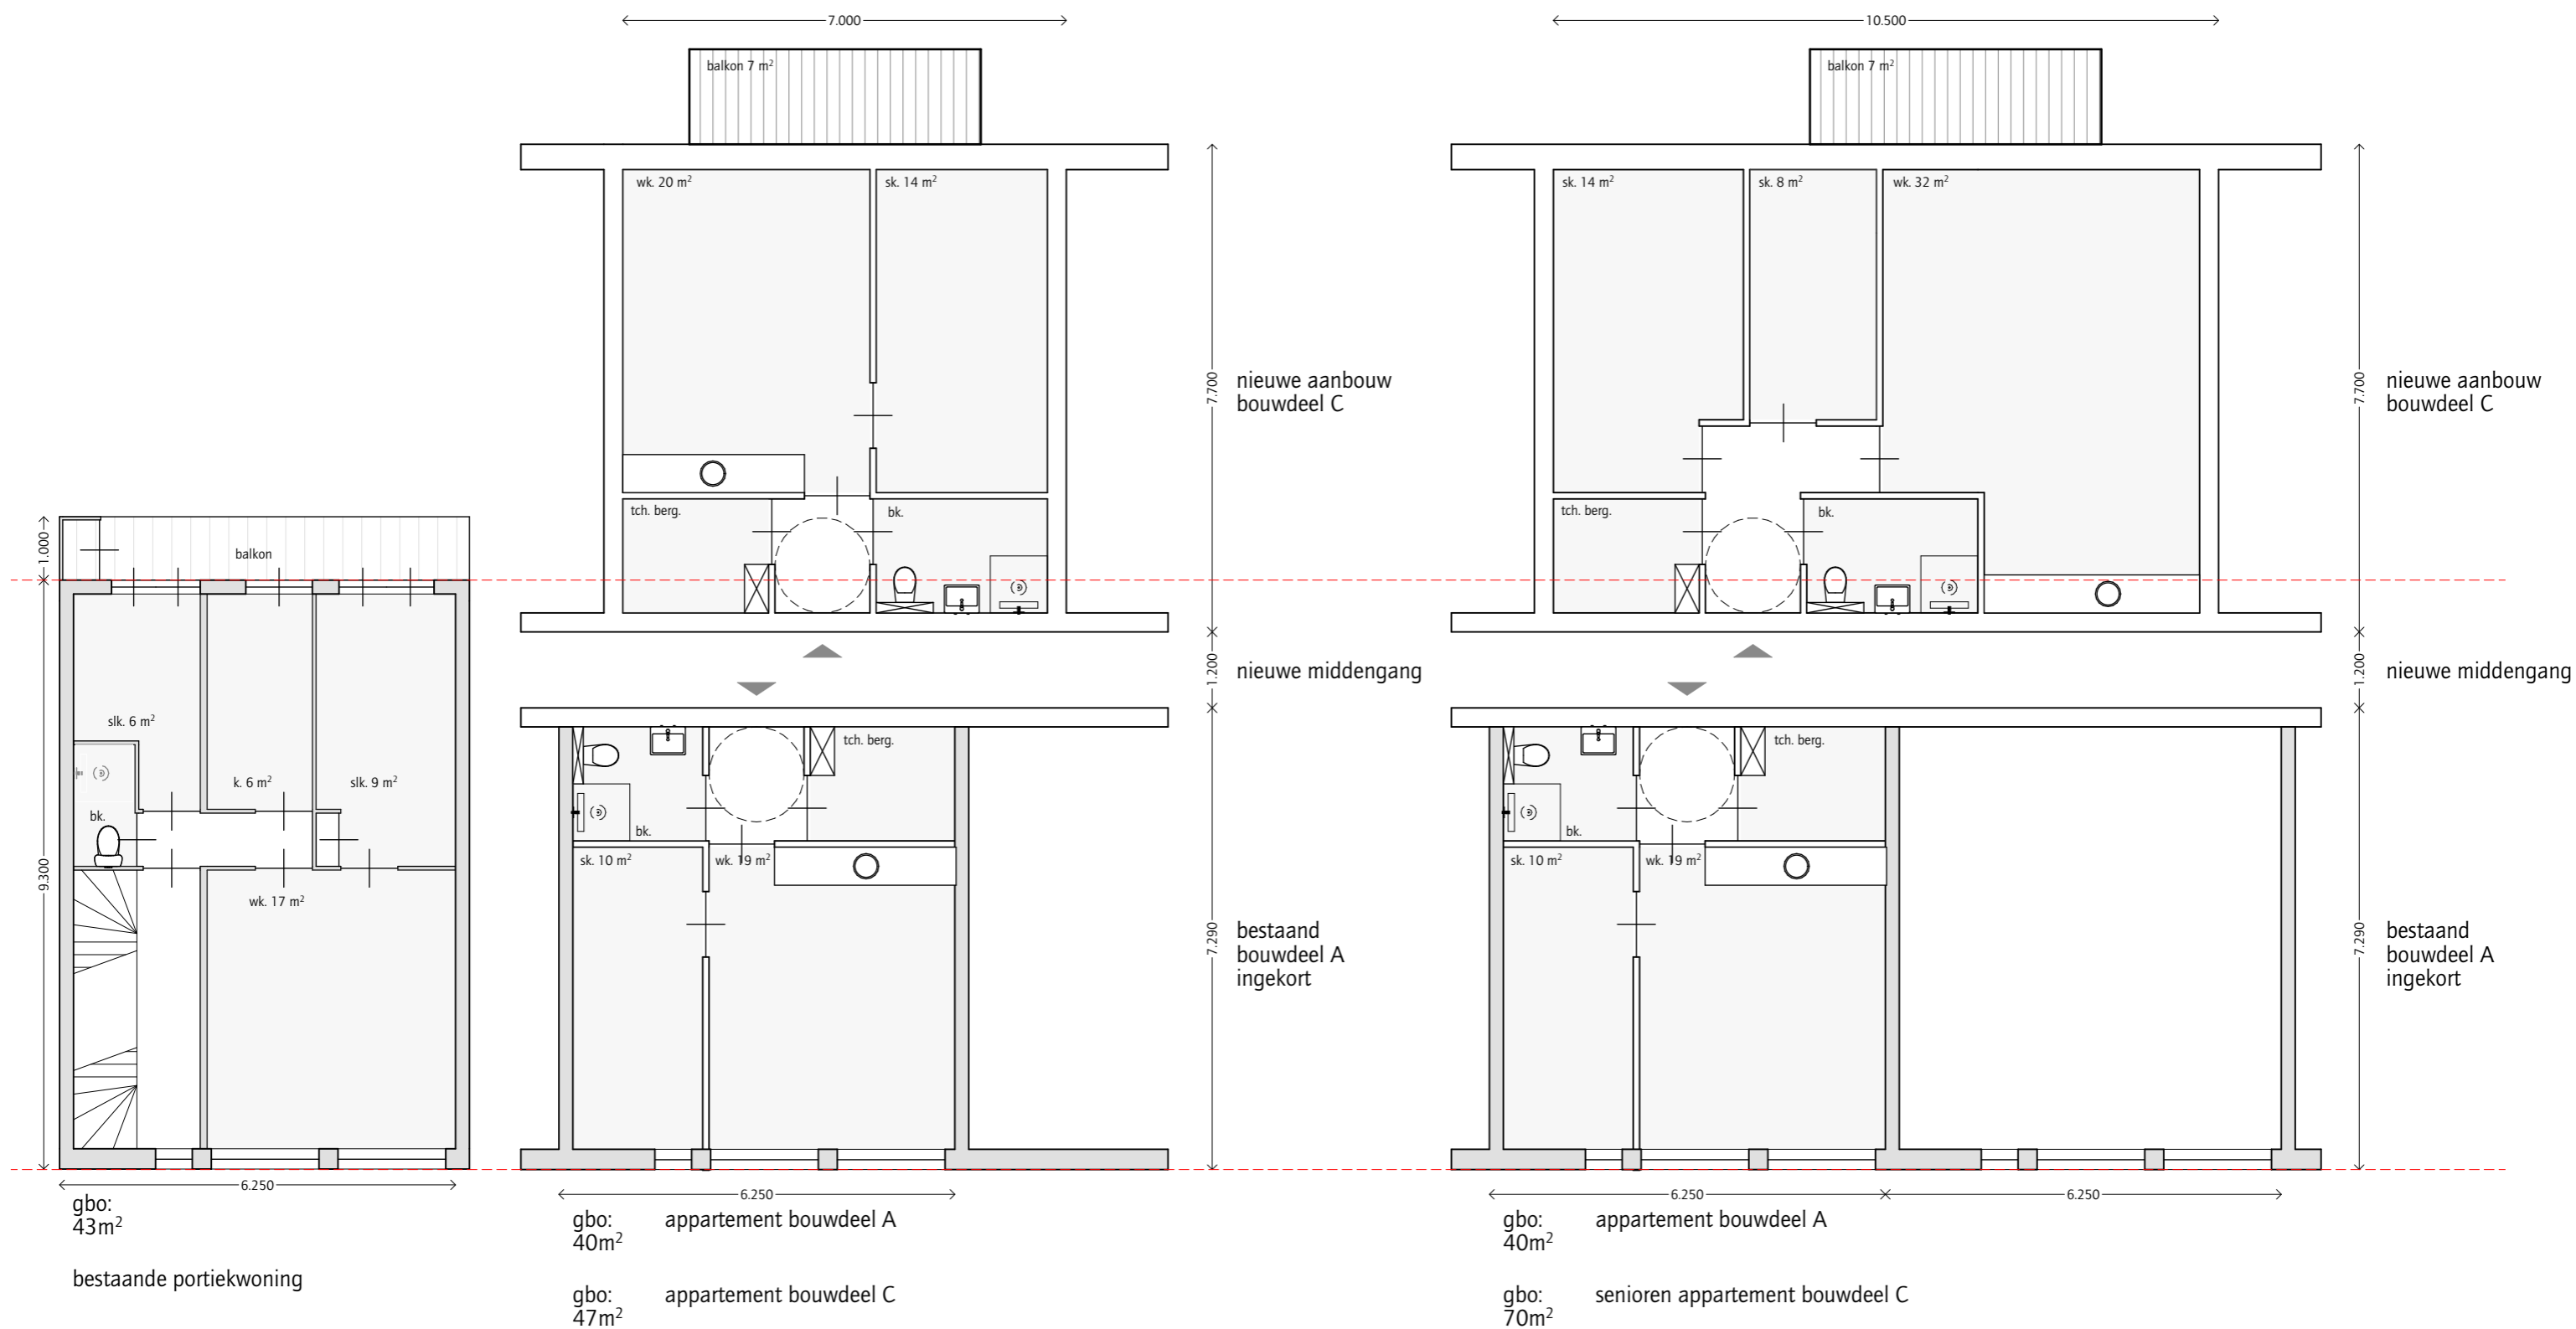 7.000
balkon 7 m²
wk. 20 m²
sk. 14 m²
tch. berg.
bk.
7.700
nieuwe aanbouw
bouwdeel C
1.200
nieuwe middengang
tch. berg.
bk.
sk. 10 m²
wk. 19 m²
7.290
bestaand
bouwdeel A
ingekort
6.250
gbo:
40m²
appartement bouwdeel A
gbo:
47m²
appartement bouwdeel C
1.000
balkon
9.300
slk. 6 m²
k. 6 m²
slk. 9 m²
bk.
wk. 17 m²
6.250
gbo:
43m²
bestaande portiekwoning
10.500
balkon 7 m²
sk. 14 m²
sk. 8 m²
wk. 32 m²
tch. berg.
bk.
7.700
nieuwe aanbouw
bouwdeel C
1.200
nieuwe middengang
tch. berg.
bk.
sk. 10 m²
wk. 19 m²
7.290
bestaand
bouwdeel A
ingekort
6.250
6.250
gbo:
40m²
appartement bouwdeel A
gbo:
70m²
senioren appartement bouwdeel C